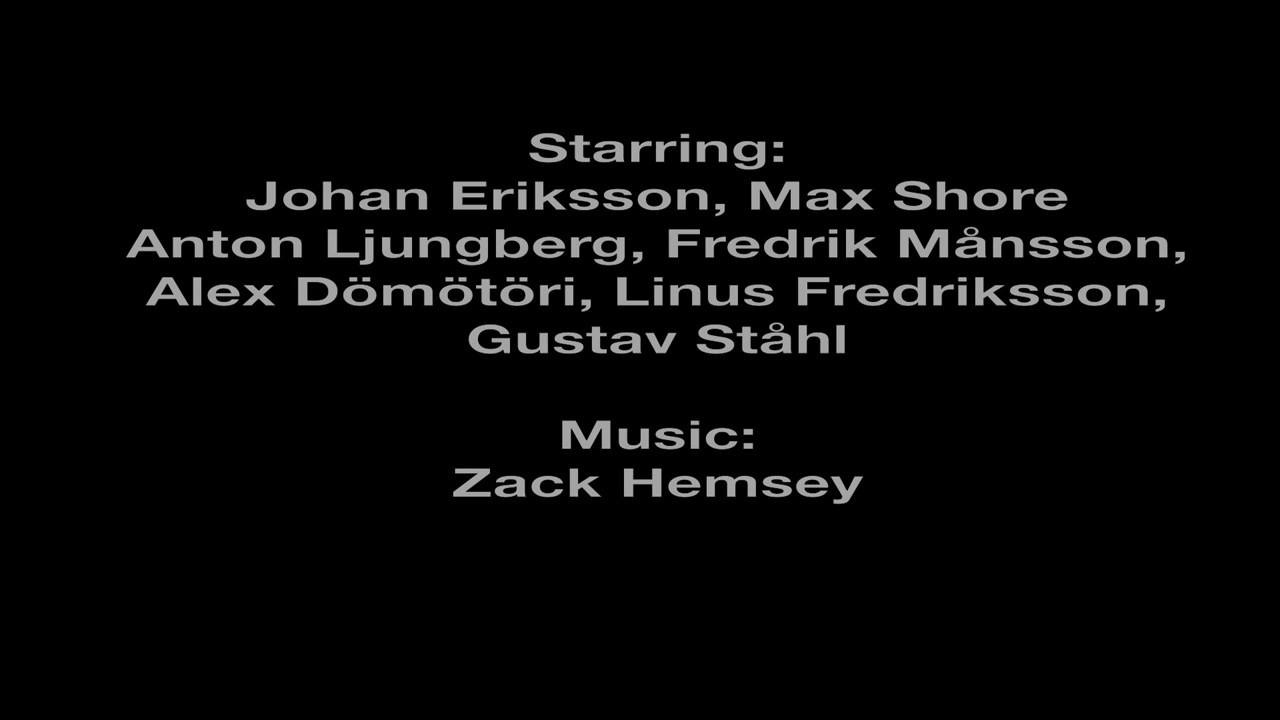 Starring:
Johan Eriksson, Max Shore
Anton Ljungberg, Fredrik Månsson,
Alex Dömötöri, Linus Fredriksson,
Gustav Ståhl
Music:
Zack Hemsey